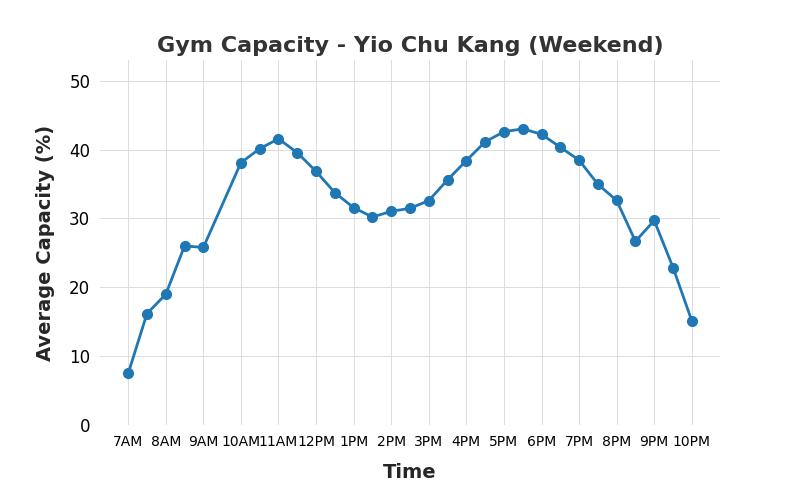 Gym Capacity - Yio Chu Kang (Weekend)
50
40
30
20
10
0
Average Capacity (%)
7AM 8AM 9AM 10AM 11AM 12PM 1PM 2PM 3PM 4PM 5PM 6PM 7PM 8PM 9PM 10PM
Time